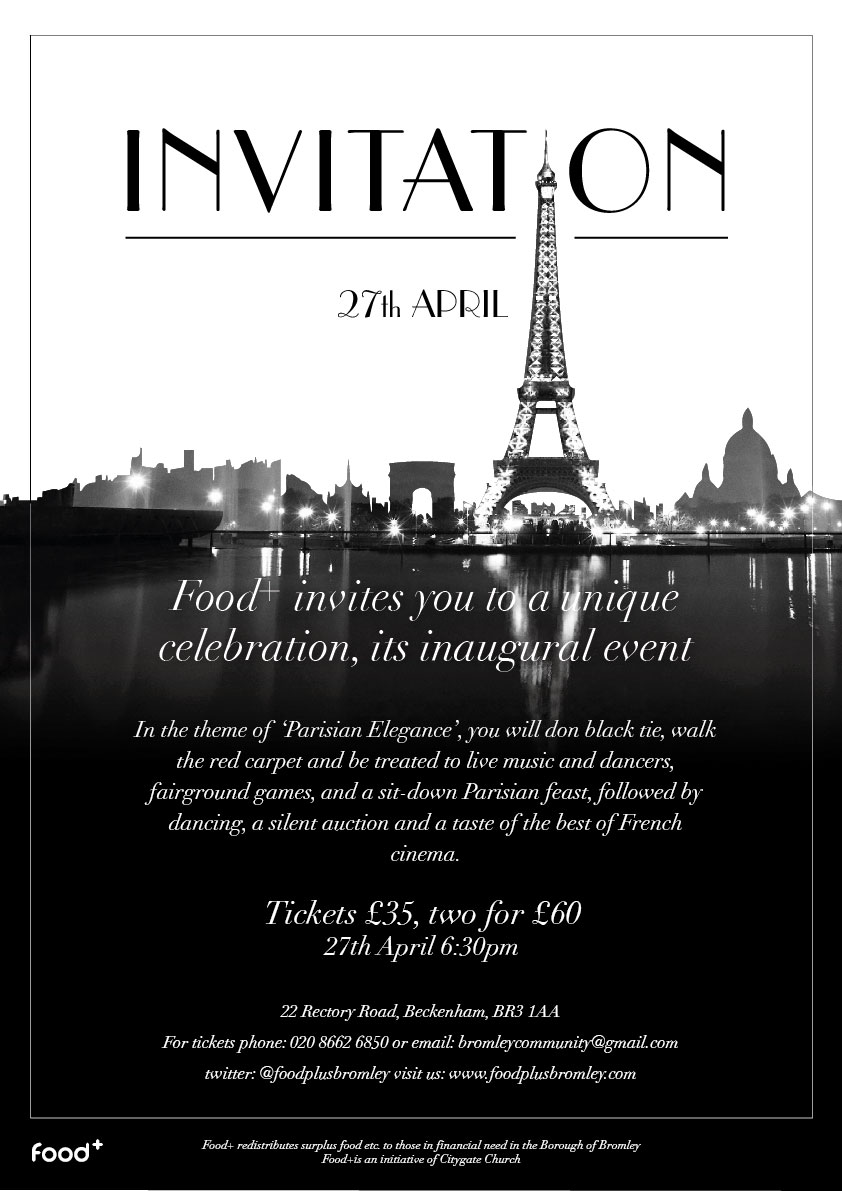 INVITATION
27th APRIL
Food+ invites you to a unique
celebration, its inaugural event
In the theme of ‘Parisian Elegance’, you will don black tie, walk
the red carpet and be treated to live music and dancers,
fairground games, and a sit-down Parisian feast, followed by
dancing, a silent auction and a taste of the best of French
cinema.
Tickets £35, two for £60
27th April 6:30pm
22 Rectory Road, Beckenham, BR3 1AA
For tickets phone: 020 8662 6850 or email: bromleycommunity@gmail.com
twitter: @foodplusbromley visit us: www.foodplusbromley.com
food+
Food+ redistributes surplus food etc. to those in financial need in the Borough of Bromley
Food+is an initiative of Citygate Church